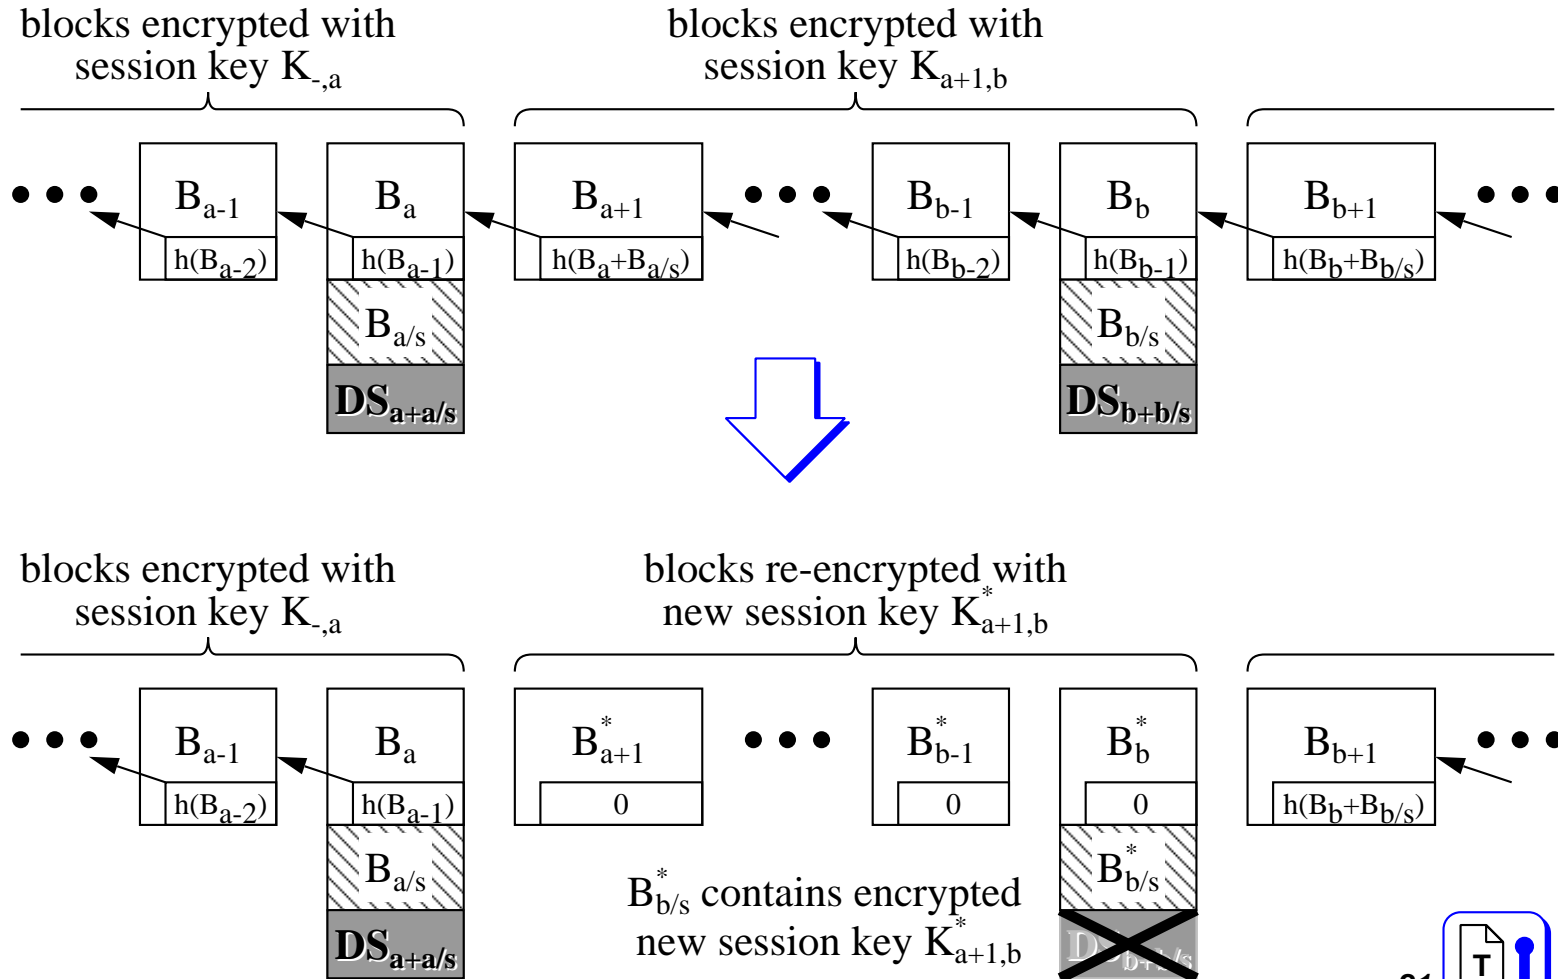 blocks encrypted with
session key K-,a
blocks encrypted with
session key Ka+1,b
Ba-1
Ba
Ba+1
Bb-1
Bb
Bb+1
h(Ba-2)
h(Ba-1)
h(Ba+Ba/s)
h(Bb-2)
h(Bb-1)
h(Bb+Bb/s)
Ba/s
Bb/s
DSa+a/s
DSb+b/s
blocks encrypted with
session key K-,a
blocks re-encrypted with
new session key K*a+1,b
Ba-1
Ba
B*a+1
B*b-1
B*b
Bb+1
h(Ba-2)
h(Ba-1)
0
0
0
h(Bb+Bb/s)
Ba/s
B*b/s
B*b/s contains encrypted
new session key K*a+1,b
DSa+a/s
DSb+b/s
T